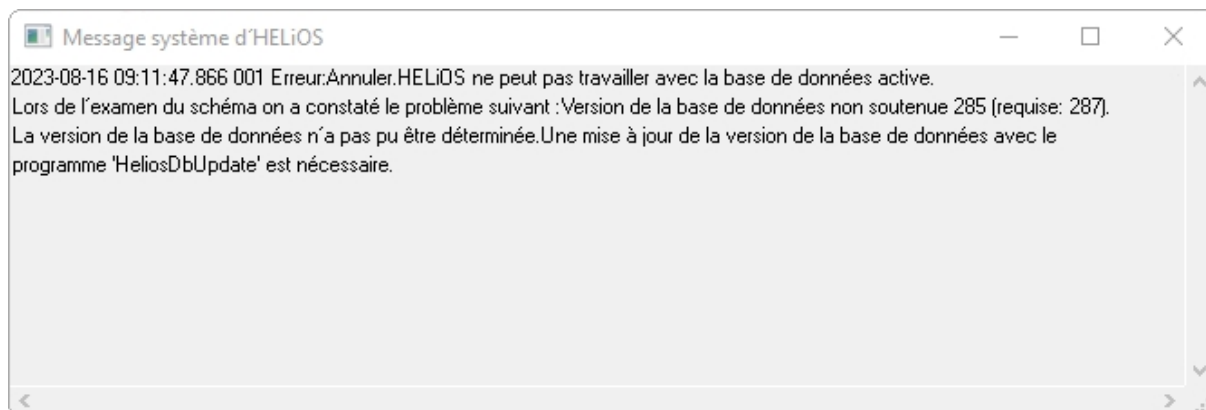 Message système d´HELiOS
2023-08-16 09:11:47.866 001 Erreur:Annuler.HELiOS ne peut pas travailler avec la base de données active.
Lors de l´examen du schéma on a constaté le problème suivant :Version de la base de données non soutenue 285 (requise: 287).
La version de la base de données n´a pas pu être déterminée.Une mise à jour de la version de la base de données avec le
programme 'HeliosDbUpdate' est nécessaire.